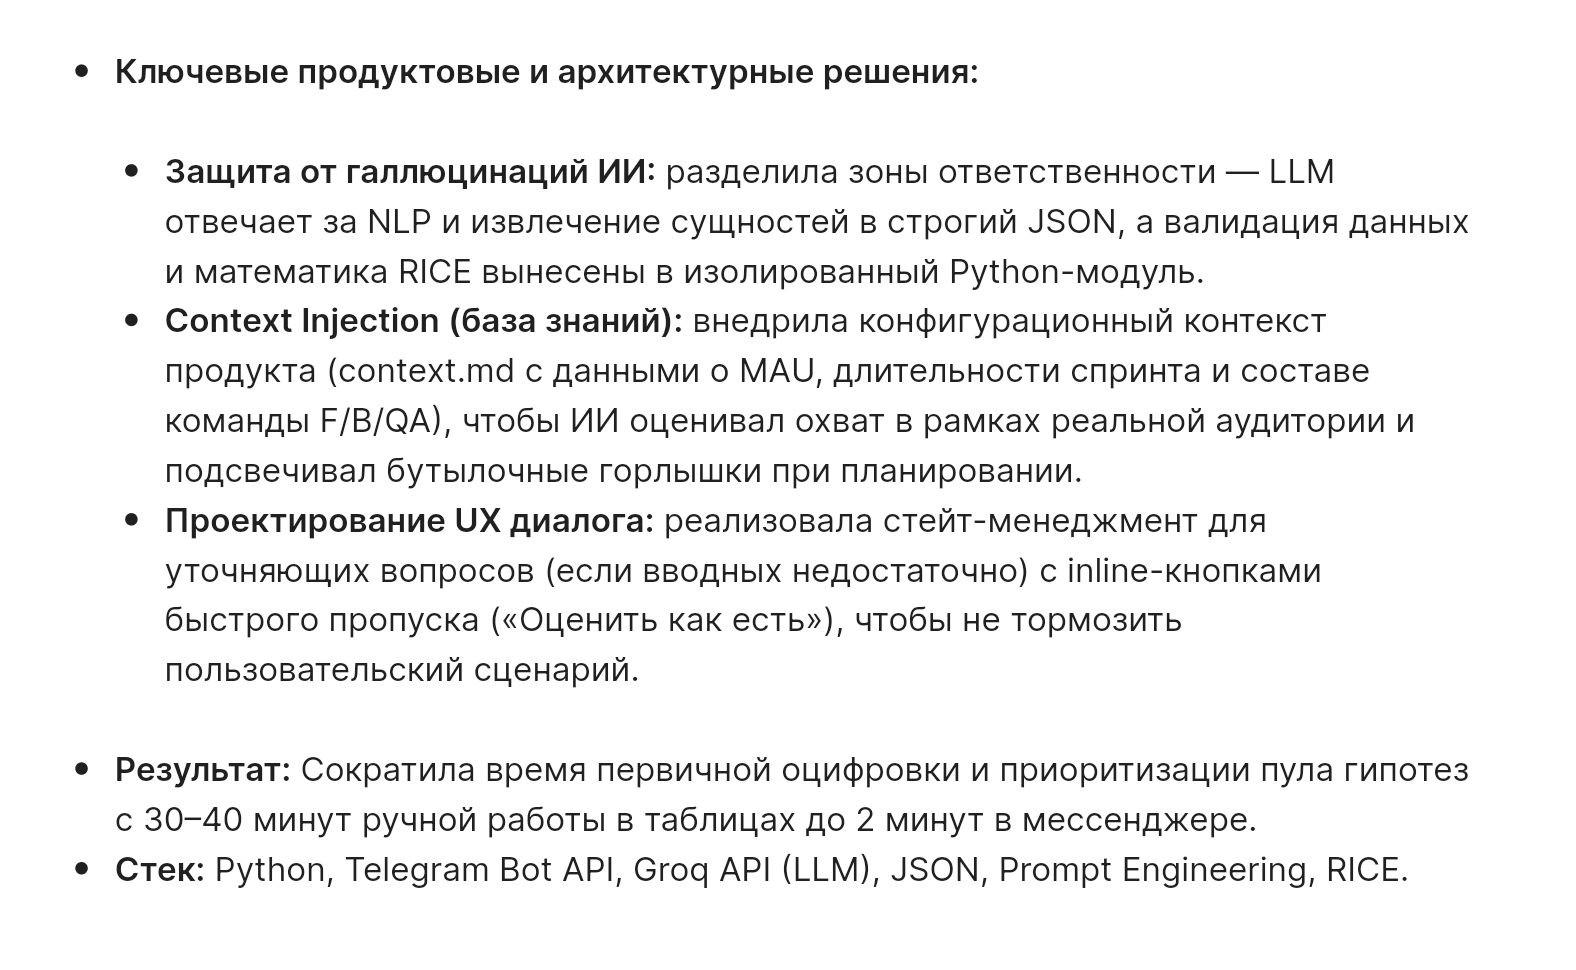 • Ключевые продуктовые и архитектурные решения:
• Защита от галлюцинаций ИИ: разделила зоны ответственности — LLM
отвечает за NLP и извлечение сущностей в строгий JSON, а валидация данных
и математика RICE вынесены в изолированный Python-модуль.
• Context Injection (база знаний): внедрила конфигурационный контекст
продукта (context.md с данными о MAU, длительности спринта и составе
команды F/B/QA), чтобы ИИ оценивал охват в рамках реальной аудитории и
подсвечивал бутылочные горлышки при планировании.
• Проектирование UX диалога: реализовала стейт-менеджмент для
уточняющих вопросов (если вводных недостаточно) с inline-кнопками
быстрого пропуска («Оценить как есть»), чтобы не тормозить
пользовательский сценарий.
• Результат: Сократила время первичной оцифровки и приоритизации пула гипотез
с 30–40 минут ручной работы в таблицах до 2 минут в мессенджере.
• Стек: Python, Telegram Bot API, Groq API (LLM), JSON, Prompt Engineering, RICE.